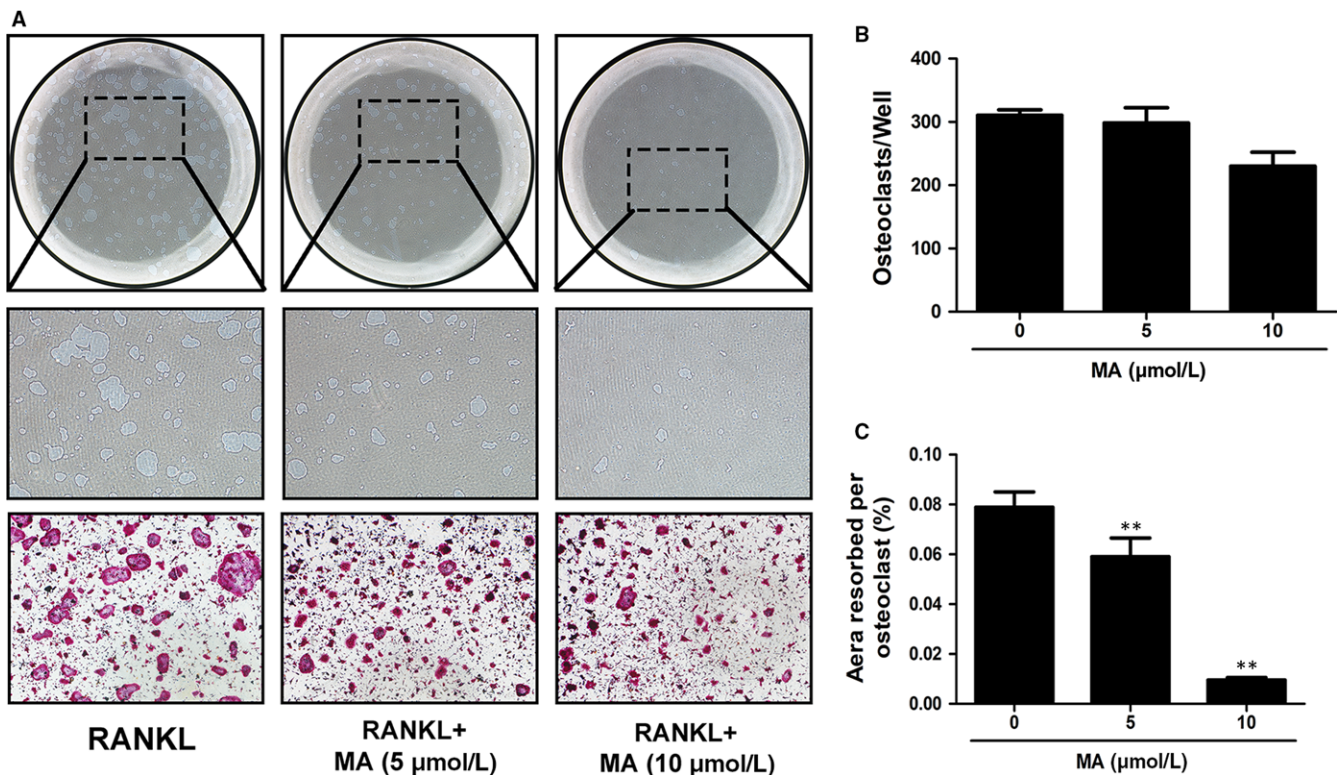 A
RANKL
RANKL+
MA (5 μmol/L)
RANKL+
MA (10 μmol/L)
B
Osteoclasts/Well
400
300
200
100
0
0 5 10
MA (μmol/L)
C
Aera resorbed per
osteoclast (%)
0.10
0.08
0.06
0.04
0.02
0.00
**
**
0 5 10
MA (μmol/L)